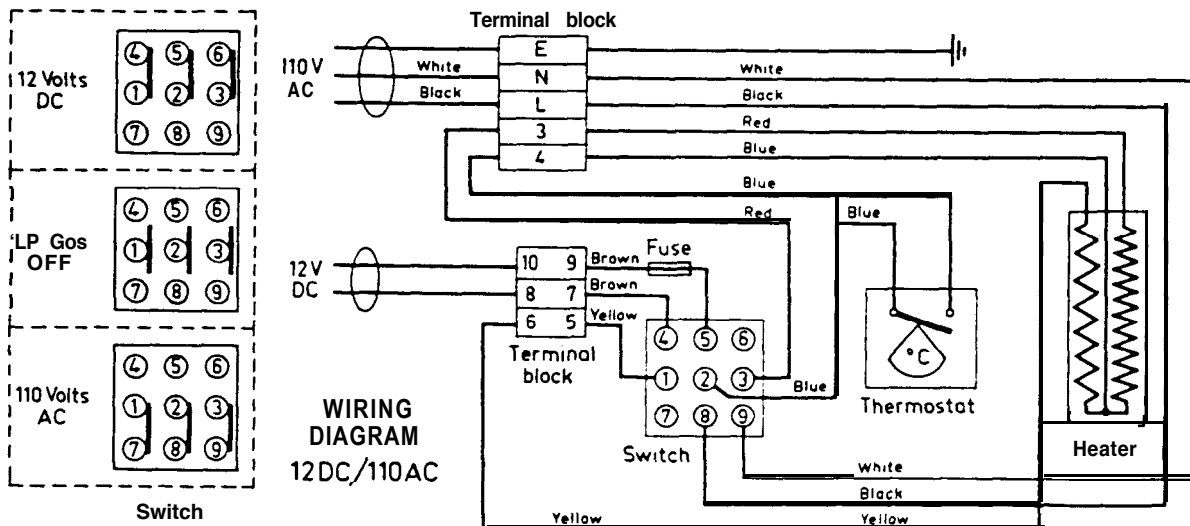 12 Volts
DC
4 5 6
1 2 3
7 8 9
LP Gos
OFF
4 5 6
1 2 3
7 8 9
110 Volts
AC
4 5 6
1 2 3
7 8 9
Switch
Terminal block
110 V
AC
White
Black
E
N
L
3
4
White
Black
Red
Blue
Blue
Red
Blue
12V
DC
10 9
8 7
6 5
Terminal
block
Brown
Fuse
Brown
Yellow
4 5 6
1 2 3
7 8 9
Switch
Blue
°C
Thermostat
Heater
WIRING
DIAGRAM
12DC/110AC
White
Black
Yellow
Yellow